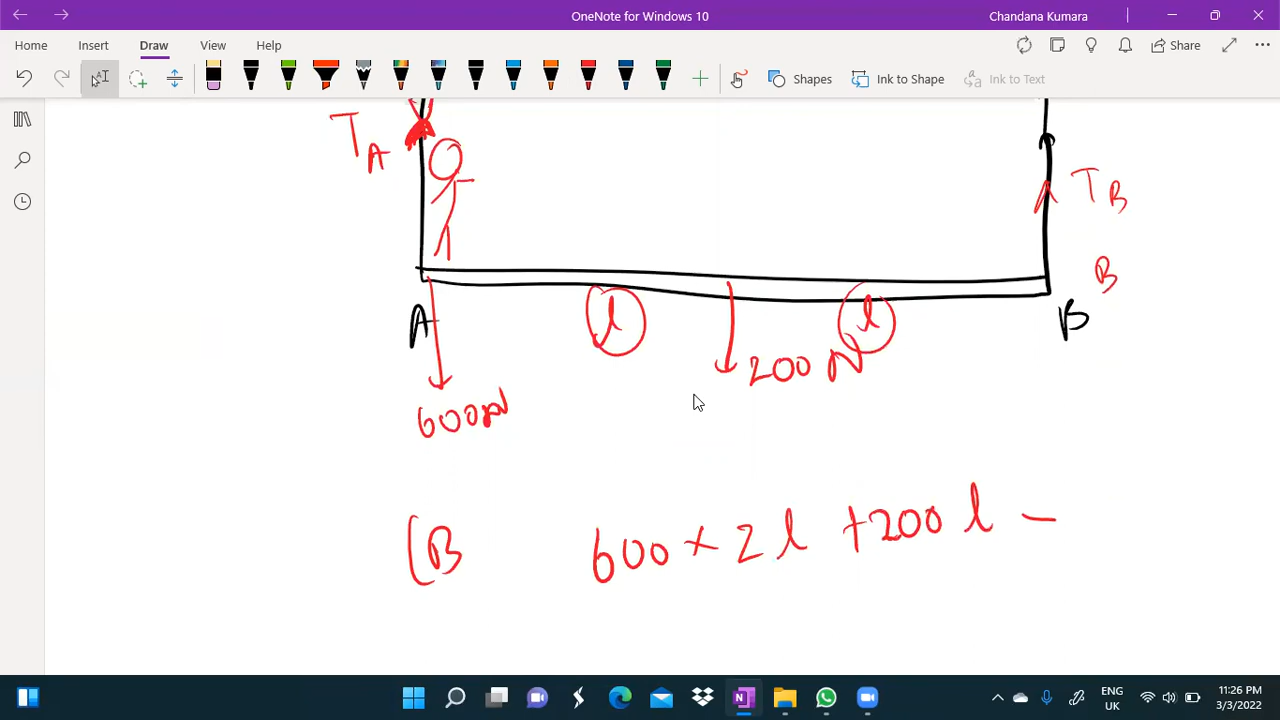 OneNote for Windows 10
Chandana Kumara
Home Insert Draw View Help
Share
Shapes Ink to Shape Ink to Text
TA
TB
B
A l l B
200 N
600N
(B 600 × 2l + 200 l –
ENG
UK
11:26 PM
3/3/2022